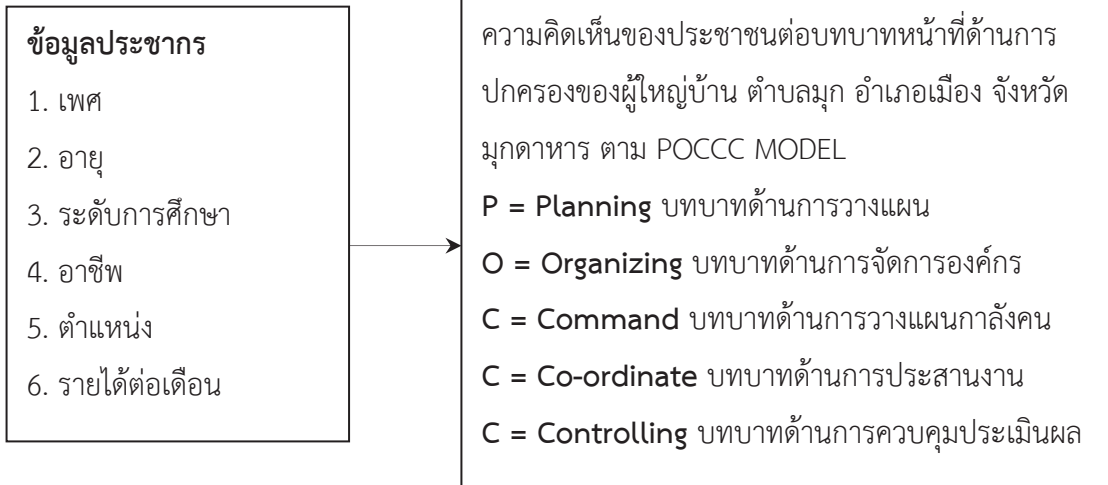 ข้อมูลประชากร
1. เพศ
2. อายุ
3. ระดับการศึกษา
4. อาชีพ
5. ตำแหน่ง
6. รายได้ต่อเดือน
ความคิดเห็นของประชาชนต่อบทบาทหน้าที่ด้านการ
ปกครองของผู้ใหญ่บ้าน ตำบลมุก อำเภอเมือง จังหวัด
มุกดาหาร ตาม POCCC MODEL
P = Planning บทบาทด้านการวางแผน
O = Organizing บทบาทด้านการจัดการองค์กร
C = Command บทบาทด้านการวางแผนกาลังคน
C = Co-ordinate บทบาทด้านการประสานงาน
C = Controlling บทบาทด้านการควบคุมประเมินผล